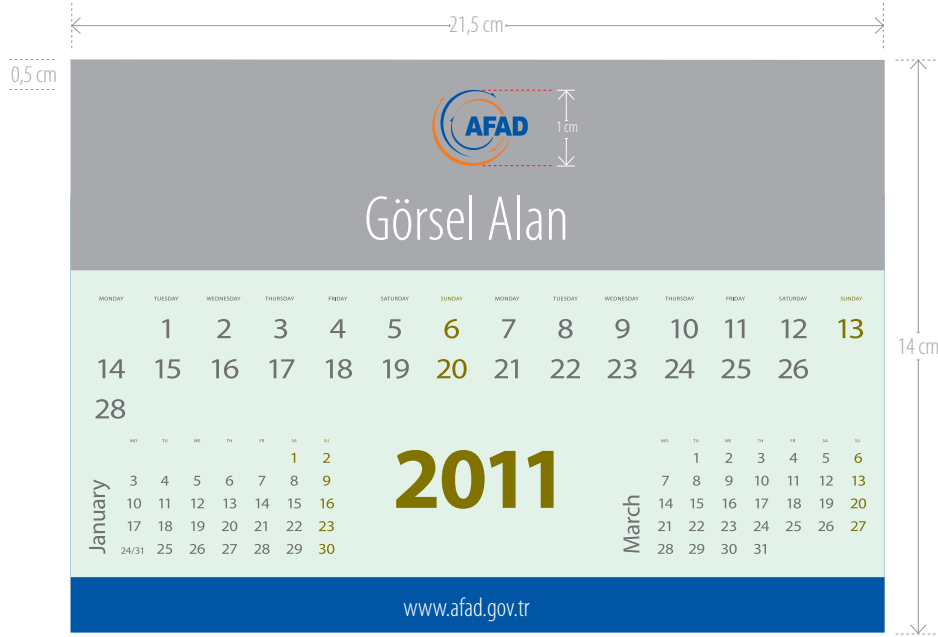 21,5 cm
0,5 cm
AFAD
1 cm
Görsel Alan
MONDAY TUESDAY WEDNESDAY THURSDAY FRIDAY SATURDAY SUNDAY MONDAY TUESDAY WEDNESDAY THURSDAY FRIDAY SATURDAY SUNDAY
1 2 3 4 5 6 7 8 9 10 11 12 13
14 15 16 17 18 19 20 21 22 23 24 25 26
28
14 cm
January
MO TU WE TH FR SA SU
1 2
3 4 5 6 7 8 9
10 11 12 13 14 15 16
17 18 19 20 21 22 23
24/31 25 26 27 28 29 30
2011
March
MO TU WE TH FR SA SU
1 2 3 4 5 6
7 8 9 10 11 12 13
14 15 16 17 18 19 20
21 22 23 24 25 26 27
28 29 30 31
www.afad.gov.tr